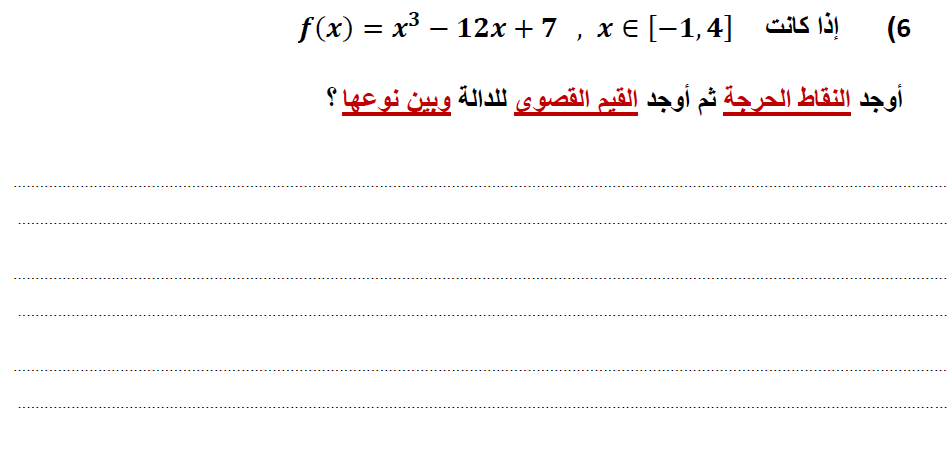 6) إذا كانت f(x) = x³ − 12x + 7 , x ∈ [−1, 4]
أوجد النقاط الحرجة ثم أوجد القيم القصوى للدالة وبين نوعها ؟